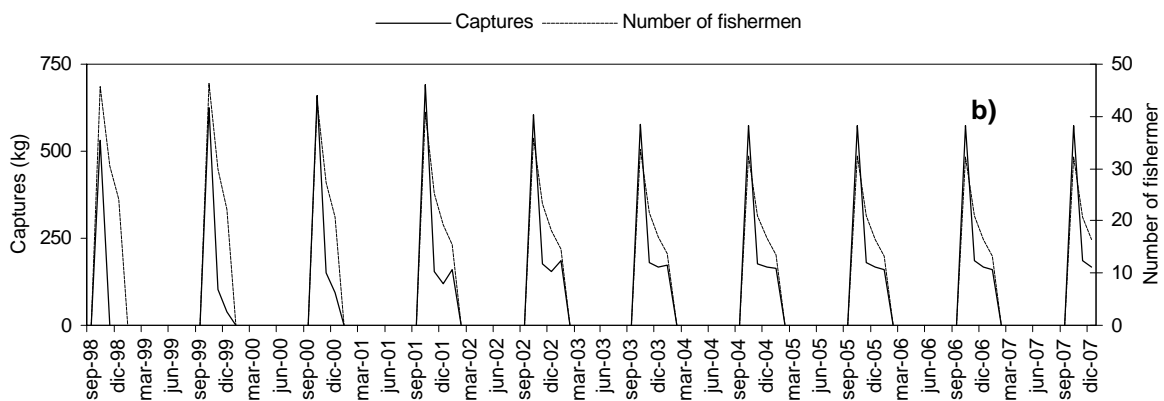 Captures Number of fishermen
750
500
250
0
Captures (kg)
50
40
30
20
10
0
Number of fishermer
b)
sep-98
dic-98
mar-99
jun-99
sep-99
dic-99
mar-00
jun-00
sep-00
dic-00
mar-01
jun-01
sep-01
dic-01
mar-02
jun-02
sep-02
dic-02
mar-03
jun-03
sep-03
dic-03
mar-04
jun-04
sep-04
dic-04
mar-05
jun-05
sep-05
dic-05
mar-06
jun-06
sep-06
dic-06
mar-07
jun-07
sep-07
dic-07